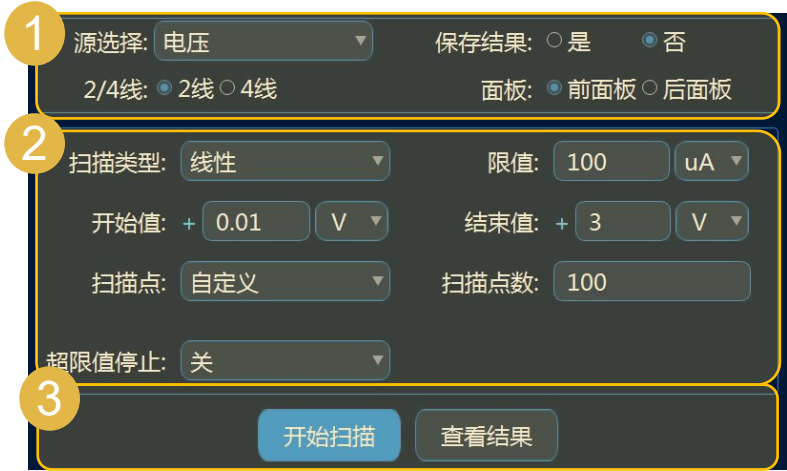 1
源选择: 电压 保存结果: 是 否
2/4线: 2线 4线 面板: 前面板 后面板
2
扫描类型: 线性 限值: 100 uA
开始值: + 0.01 V 结束值: + 3 V
扫描点: 自定义 扫描点数: 100
超限值停止: 关
3
开始扫描 查看结果